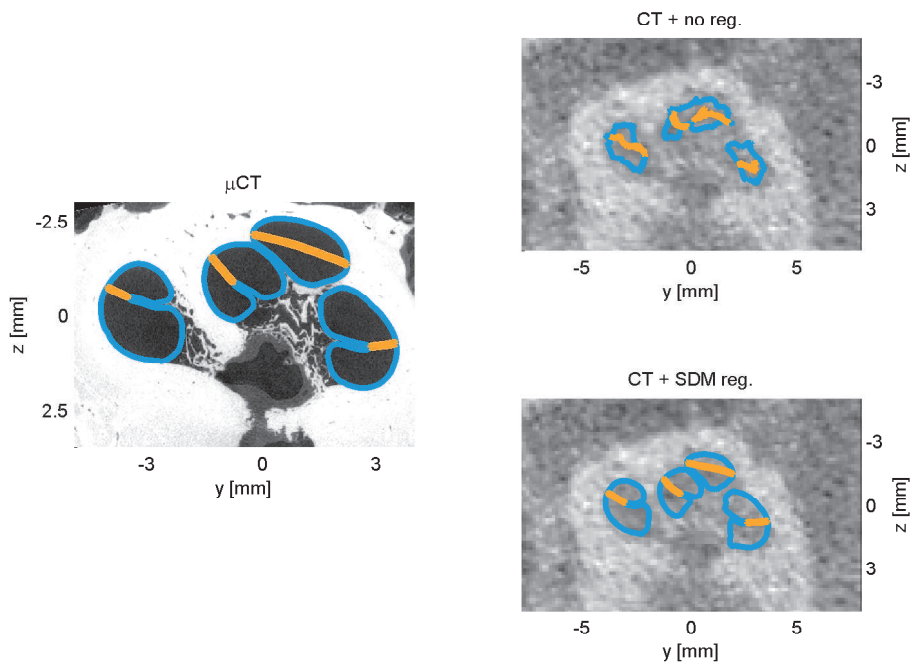 CT + no reg.
-3
0
3
z [mm]
-5 0 5
y [mm]
μCT
-2.5
0
2.5
z [mm]
-3 0 3
y [mm]
CT + SDM reg.
-3
0
3
z [mm]
-5 0 5
y [mm]